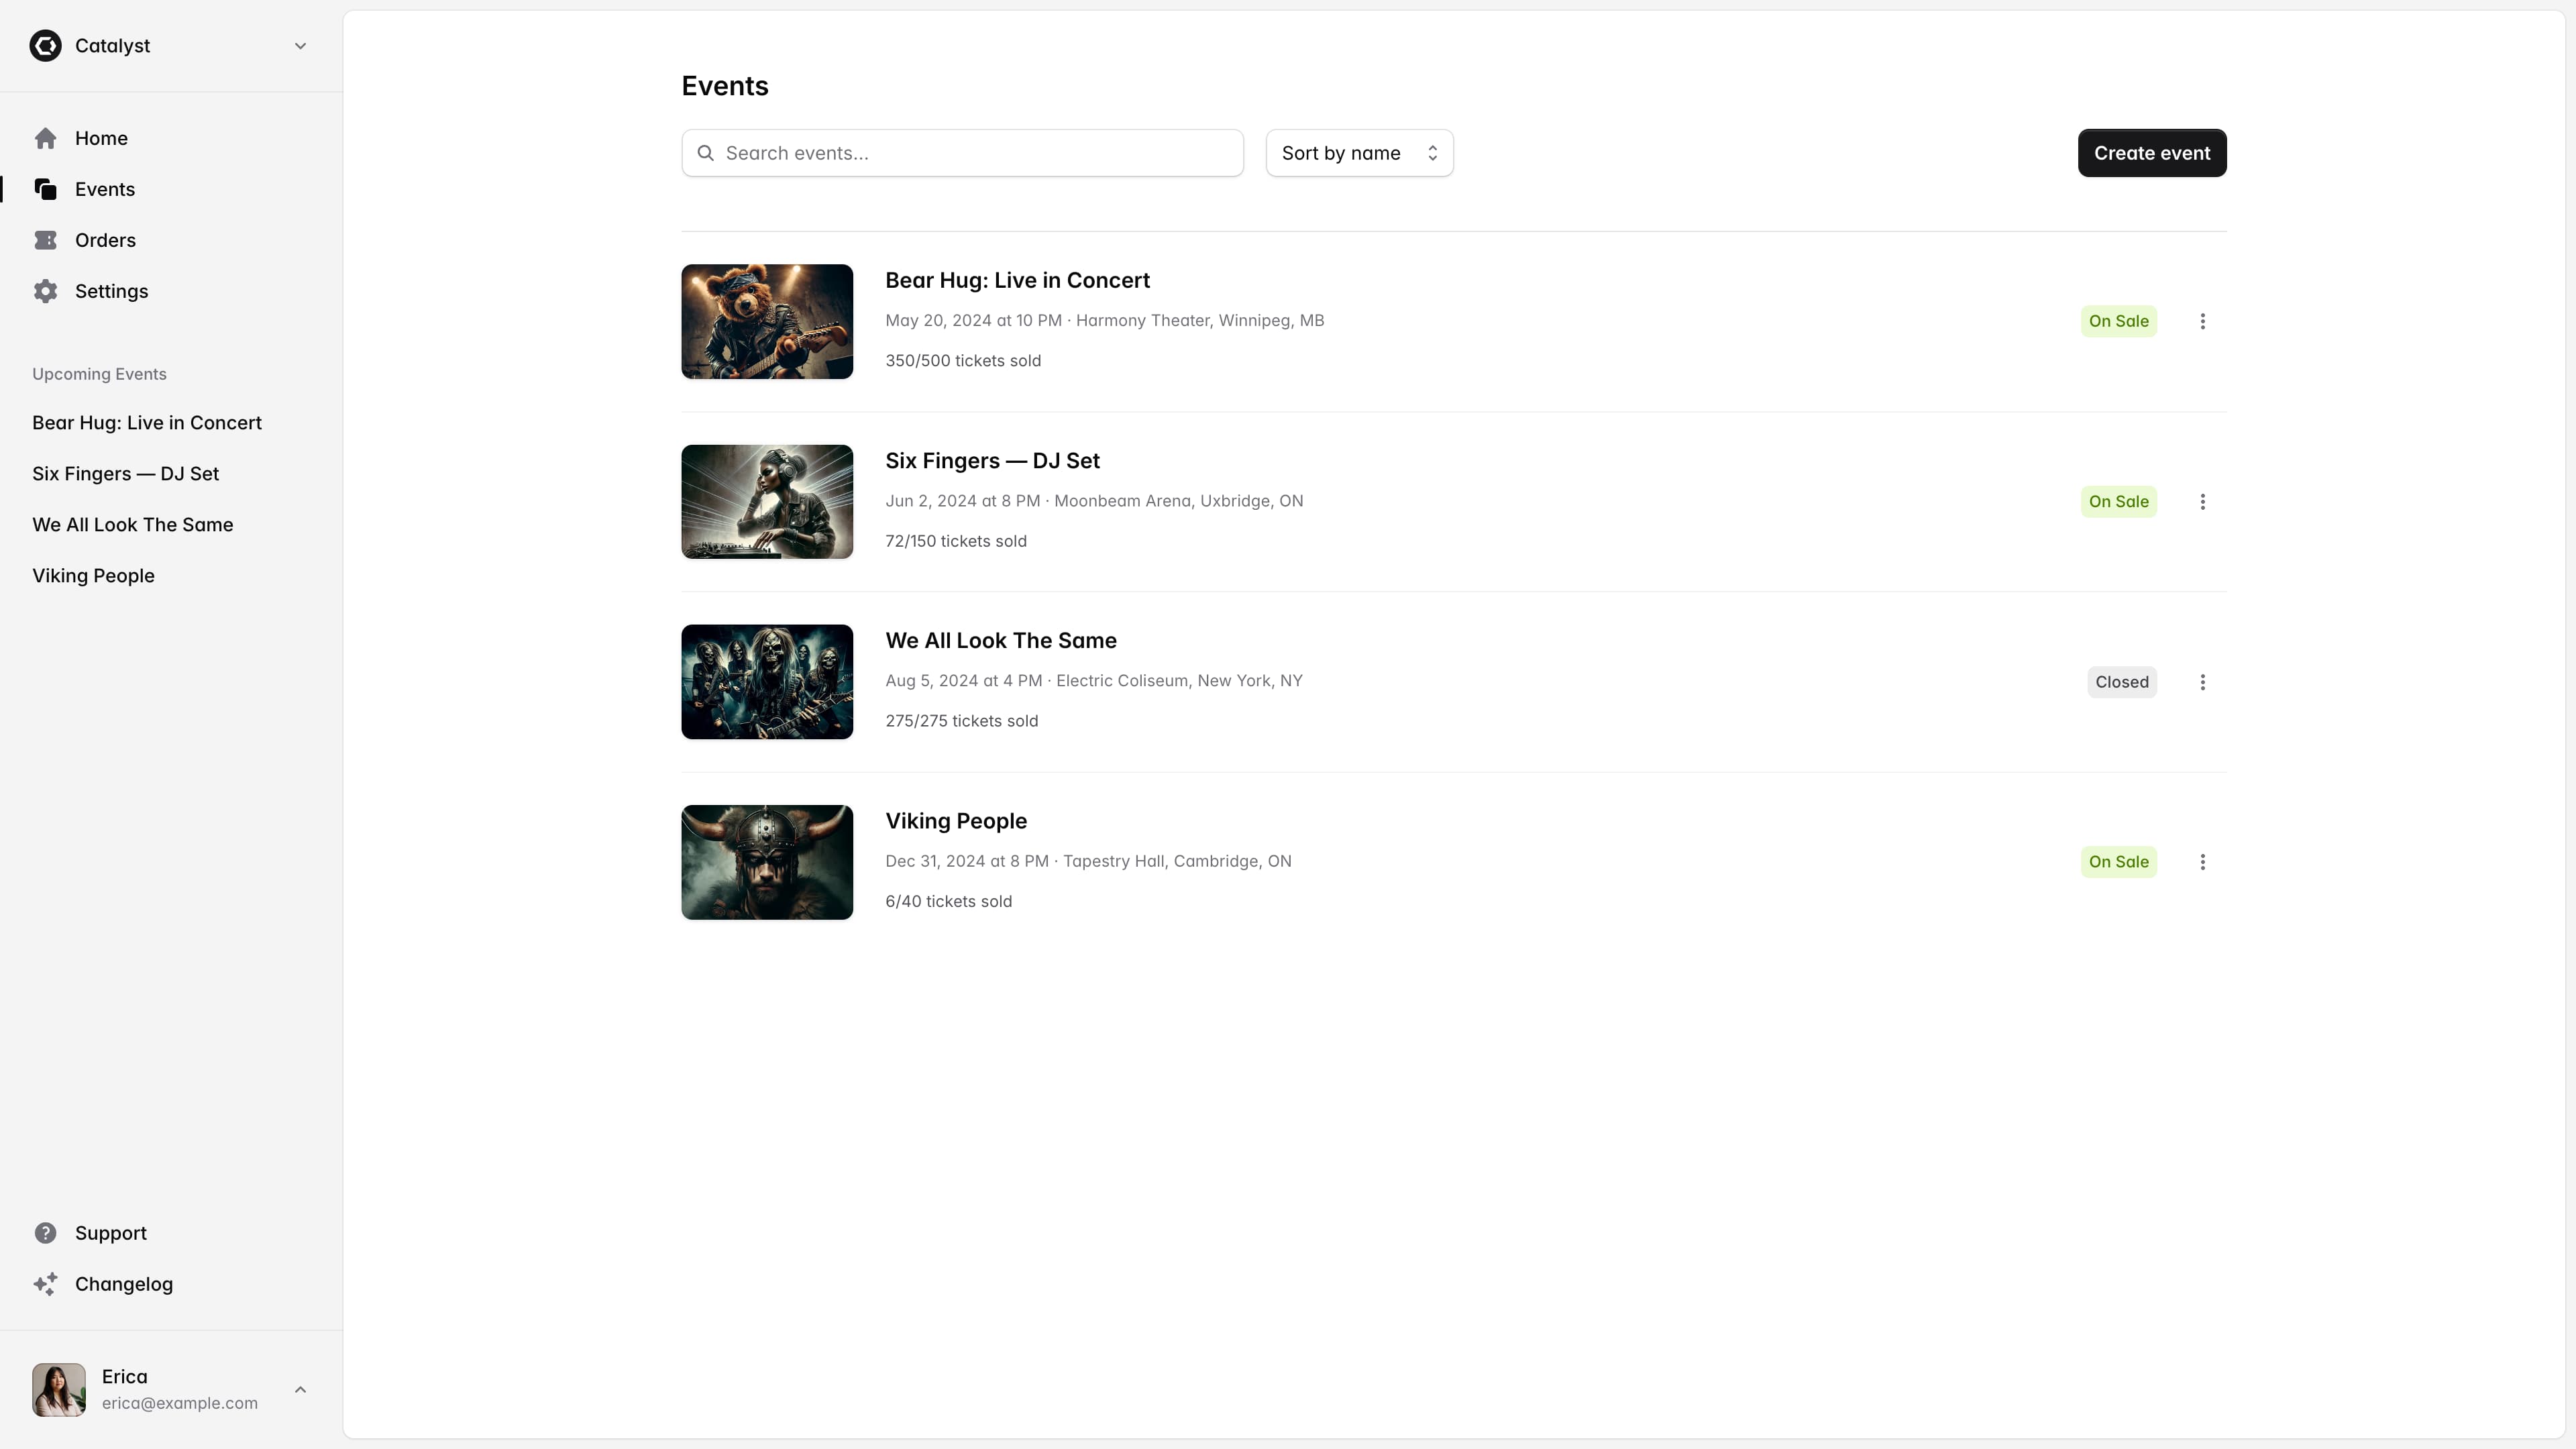 Catalyst
Home
Events
Orders
Settings
Upcoming Events
Bear Hug: Live in Concert
Six Fingers — DJ Set
We All Look The Same
Viking People
Support
Changelog
Erica
erica@example.com
Events
Search events...
Sort by name
Create event
Bear Hug: Live in Concert
May 20, 2024 at 10 PM · Harmony Theater, Winnipeg, MB
350/500 tickets sold
On Sale
Six Fingers — DJ Set
Jun 2, 2024 at 8 PM · Moonbeam Arena, Uxbridge, ON
72/150 tickets sold
On Sale
We All Look The Same
Aug 5, 2024 at 4 PM · Electric Coliseum, New York, NY
275/275 tickets sold
Closed
Viking People
Dec 31, 2024 at 8 PM · Tapestry Hall, Cambridge, ON
6/40 tickets sold
On Sale